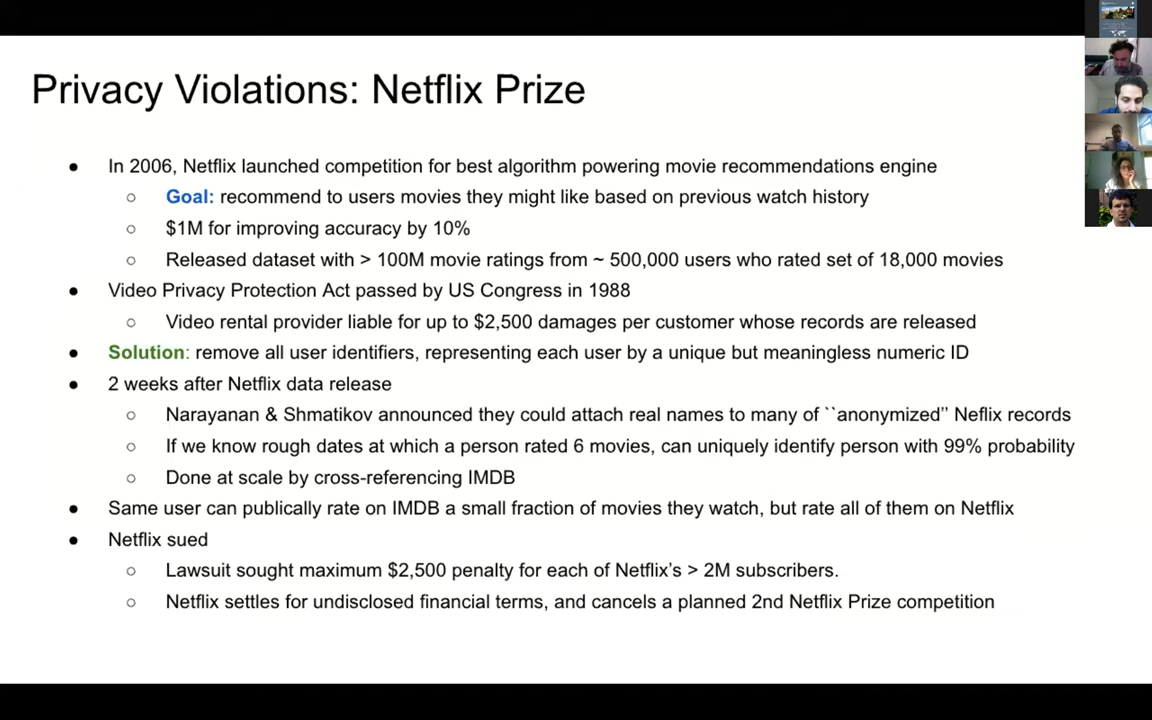 Privacy Violations: Netflix Prize
● In 2006, Netflix launched competition for best algorithm powering movie recommendations engine
○ Goal: recommend to users movies they might like based on previous watch history
○ $1M for improving accuracy by 10%
○ Released dataset with > 100M movie ratings from ~ 500,000 users who rated set of 18,000 movies
● Video Privacy Protection Act passed by US Congress in 1988
○ Video rental provider liable for up to $2,500 damages per customer whose records are released
● Solution: remove all user identifiers, representing each user by a unique but meaningless numeric ID
● 2 weeks after Netflix data release
○ Narayanan & Shmatikov announced they could attach real names to many of ``anonymized'' Neflix records
○ If we know rough dates at which a person rated 6 movies, can uniquely identify person with 99% probability
○ Done at scale by cross-referencing IMDB
● Same user can publically rate on IMDB a small fraction of movies they watch, but rate all of them on Netflix
● Netflix sued
○ Lawsuit sought maximum $2,500 penalty for each of Netflix's > 2M subscribers.
○ Netflix settles for undisclosed financial terms, and cancels a planned 2nd Netflix Prize competition